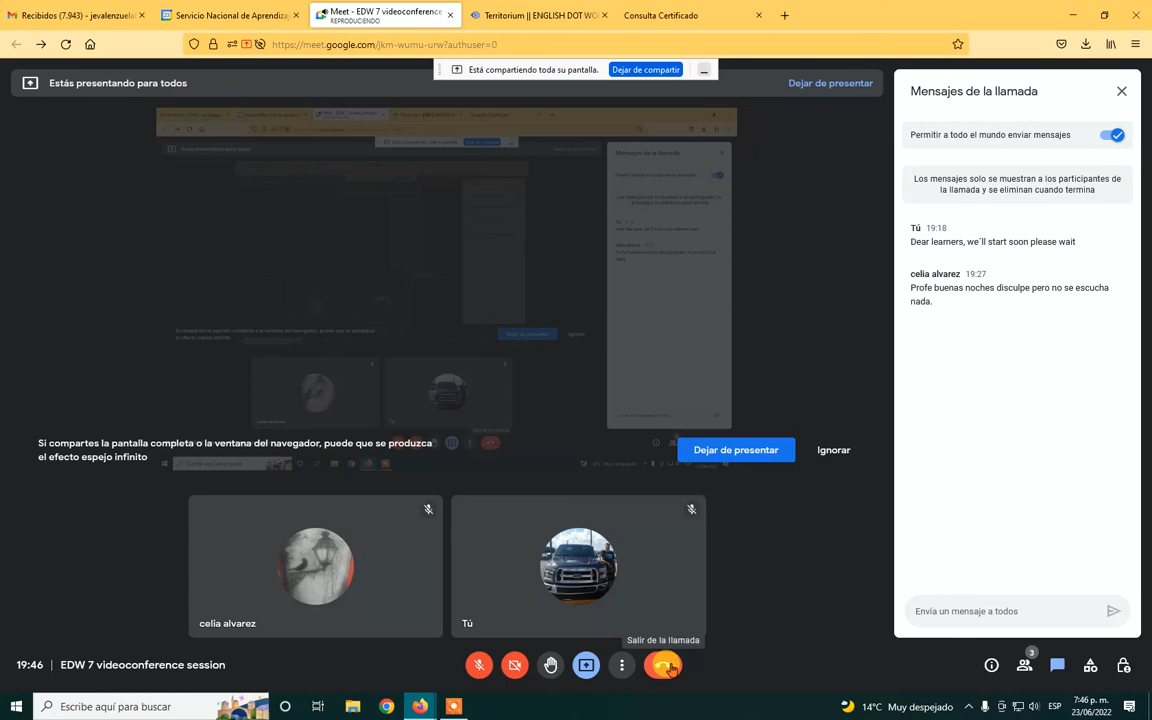 Recibidos (7.943) - jevalenzuelal
Servicio Nacional de Aprendiza
Meet - EDW 7 videoconference
REPRODUCIENDO
Territorium || ENGLISH DOT WO
Consulta Certificado
https://meet.google.com/jkm-wumu-urw?authuser=0
Está compartiendo toda su pantalla.
Dejar de compartir
Estás presentando para todos
Dejar de presentar
Mensajes de la llamada
Permitir a todo el mundo enviar mensajes
Los mensajes solo se muestran a los participantes de
la llamada y se eliminan cuando termina
Tú 19:18
Dear learners, we´ll start soon please wait
celia alvarez 19:27
Profe buenas noches disculpe pero no se escucha
nada.
Si compartes la pantalla completa o la ventana del navegador, puede que se produzca
el efecto espejo infinito
Dejar de presentar
Ignorar
celia alvarez
Tú
Salir de la llamada
Envía un mensaje a todos
19:46 EDW 7 videoconference session
3
Escribe aquí para buscar
14°C Muy despejado
ESP
7:46 p. m.
23/06/2022